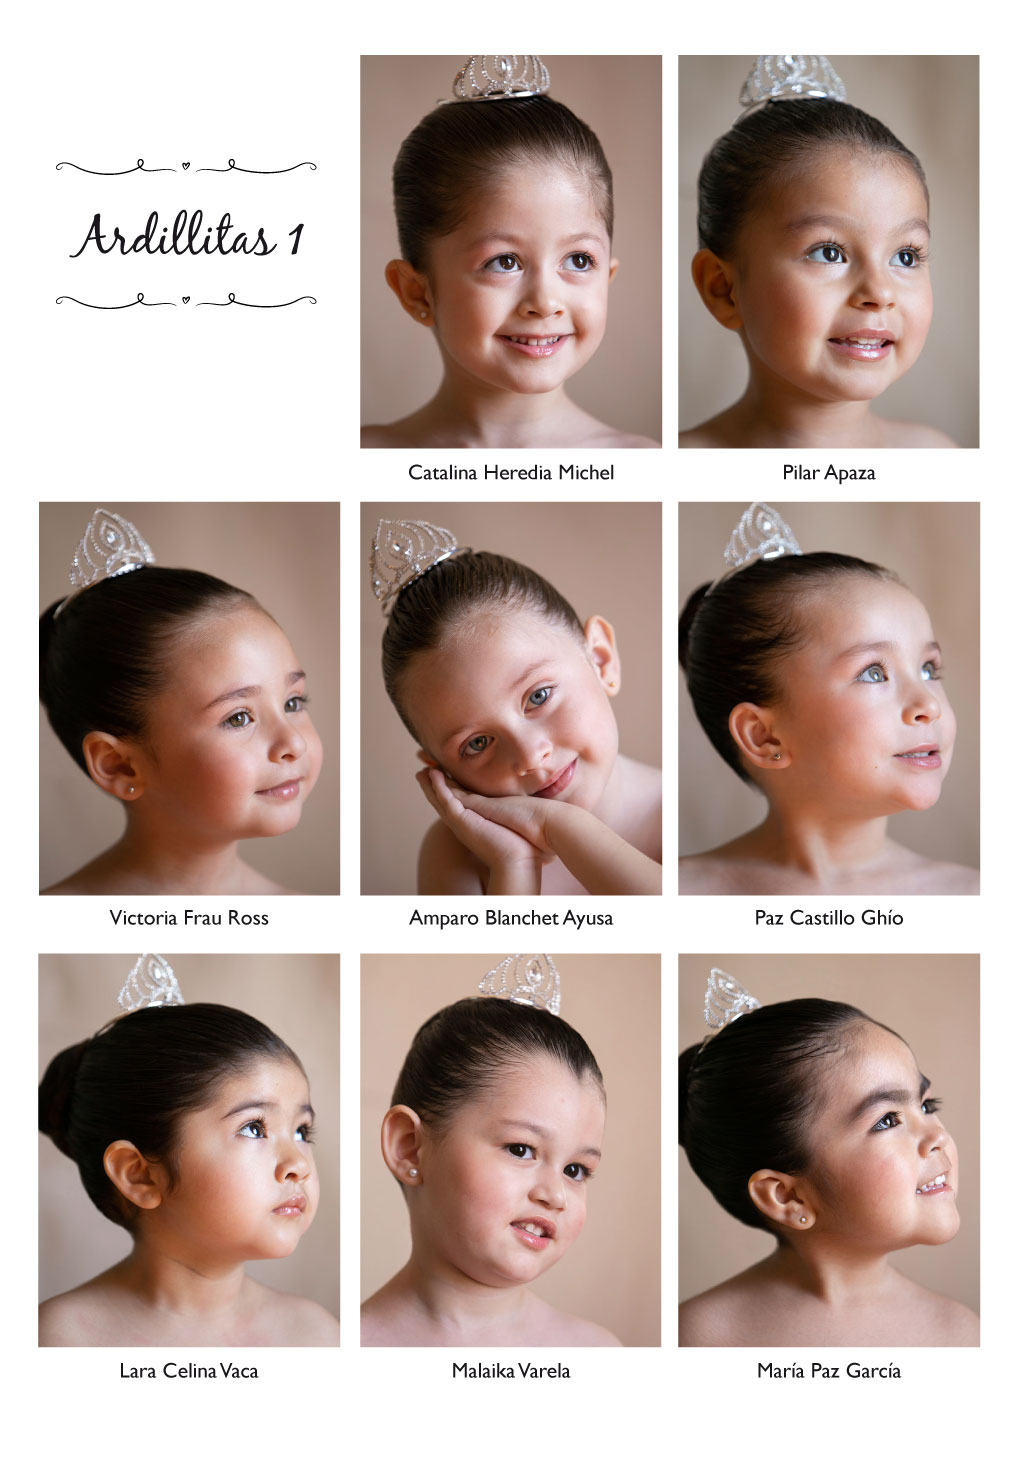 Ardillitas 1
Catalina Heredia Michel
Pilar Apaza
Victoria Frau Ross
Amparo Blanchet Ayusa
Paz Castillo Ghío
Lara Celina Vaca
Malaika Varela
María Paz García